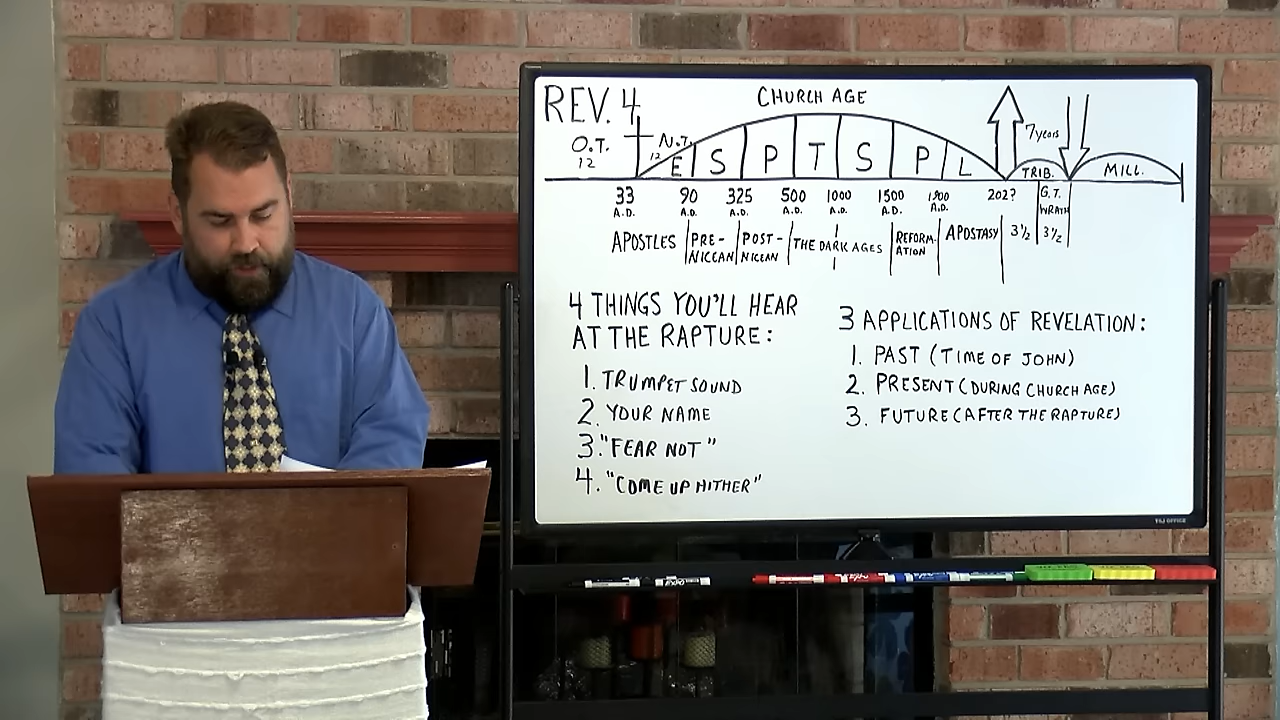 REV. 4
CHURCH AGE
O.T.
12
N.T.
12
E S P T S P L
7 years
TRIB.
MILL.
33 A.D.
90 A.D.
325 A.D.
500 A.D.
1000 A.D.
1500 A.D.
1900 A.D.
202?
G.T.
WRATH
3½
3½
APOSTLES
PRE-
NICEAN
POST-
NICEAN
THE DARK AGES
REFORM-
ATION
APOSTASY
4 THINGS YOU'LL HEAR
AT THE RAPTURE:
1. TRUMPET SOUND
2. YOUR NAME
3. "FEAR NOT"
4. "COME UP HITHER"
3 APPLICATIONS OF REVELATION:
1. PAST (TIME OF JOHN)
2. PRESENT (DURING CHURCH AGE)
3. FUTURE (AFTER THE RAPTURE)